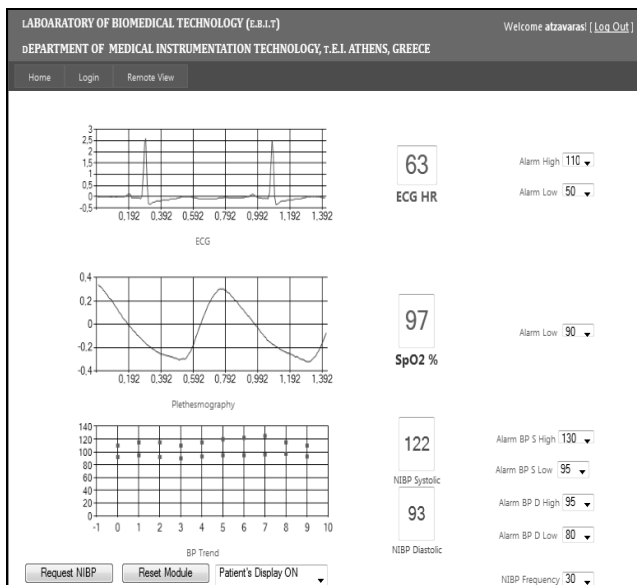 LABOARATORY OF BIOMEDICAL TECHNOLOGY (E.B.I.T)
Welcome atzavaras! [ Log Out ]
DEPARTMENT OF MEDICAL INSTRUMENTATION TECHNOLOGY, T.E.I. ATHENS, GREECE
Home Login Remote View
3
2,5
2
1,5
1
0,5
0
-0,5
0,192 0,392 0,592 0,792 0,992 1,192 1,392
ECG
63
ECG HR
Alarm High 110
Alarm Low 50
0,4
0,2
0
-0,2
-0,4
0,192 0,392 0,592 0,792 0,992 1,192 1,392
Plethesmography
97
SpO2 %
Alarm Low 90
140
120
100
80
60
40
20
0
-1 0 1 2 3 4 5 6 7 8 9 10
BP Trend
122
NIBP Systolic
93
NIBP Diastolic
Alarm BP S High 130
Alarm BP S Low 95
Alarm BP D High 95
Alarm BP D Low 80
Request NIBP Reset Module Patient's Display ON
NIBP Frequency 30